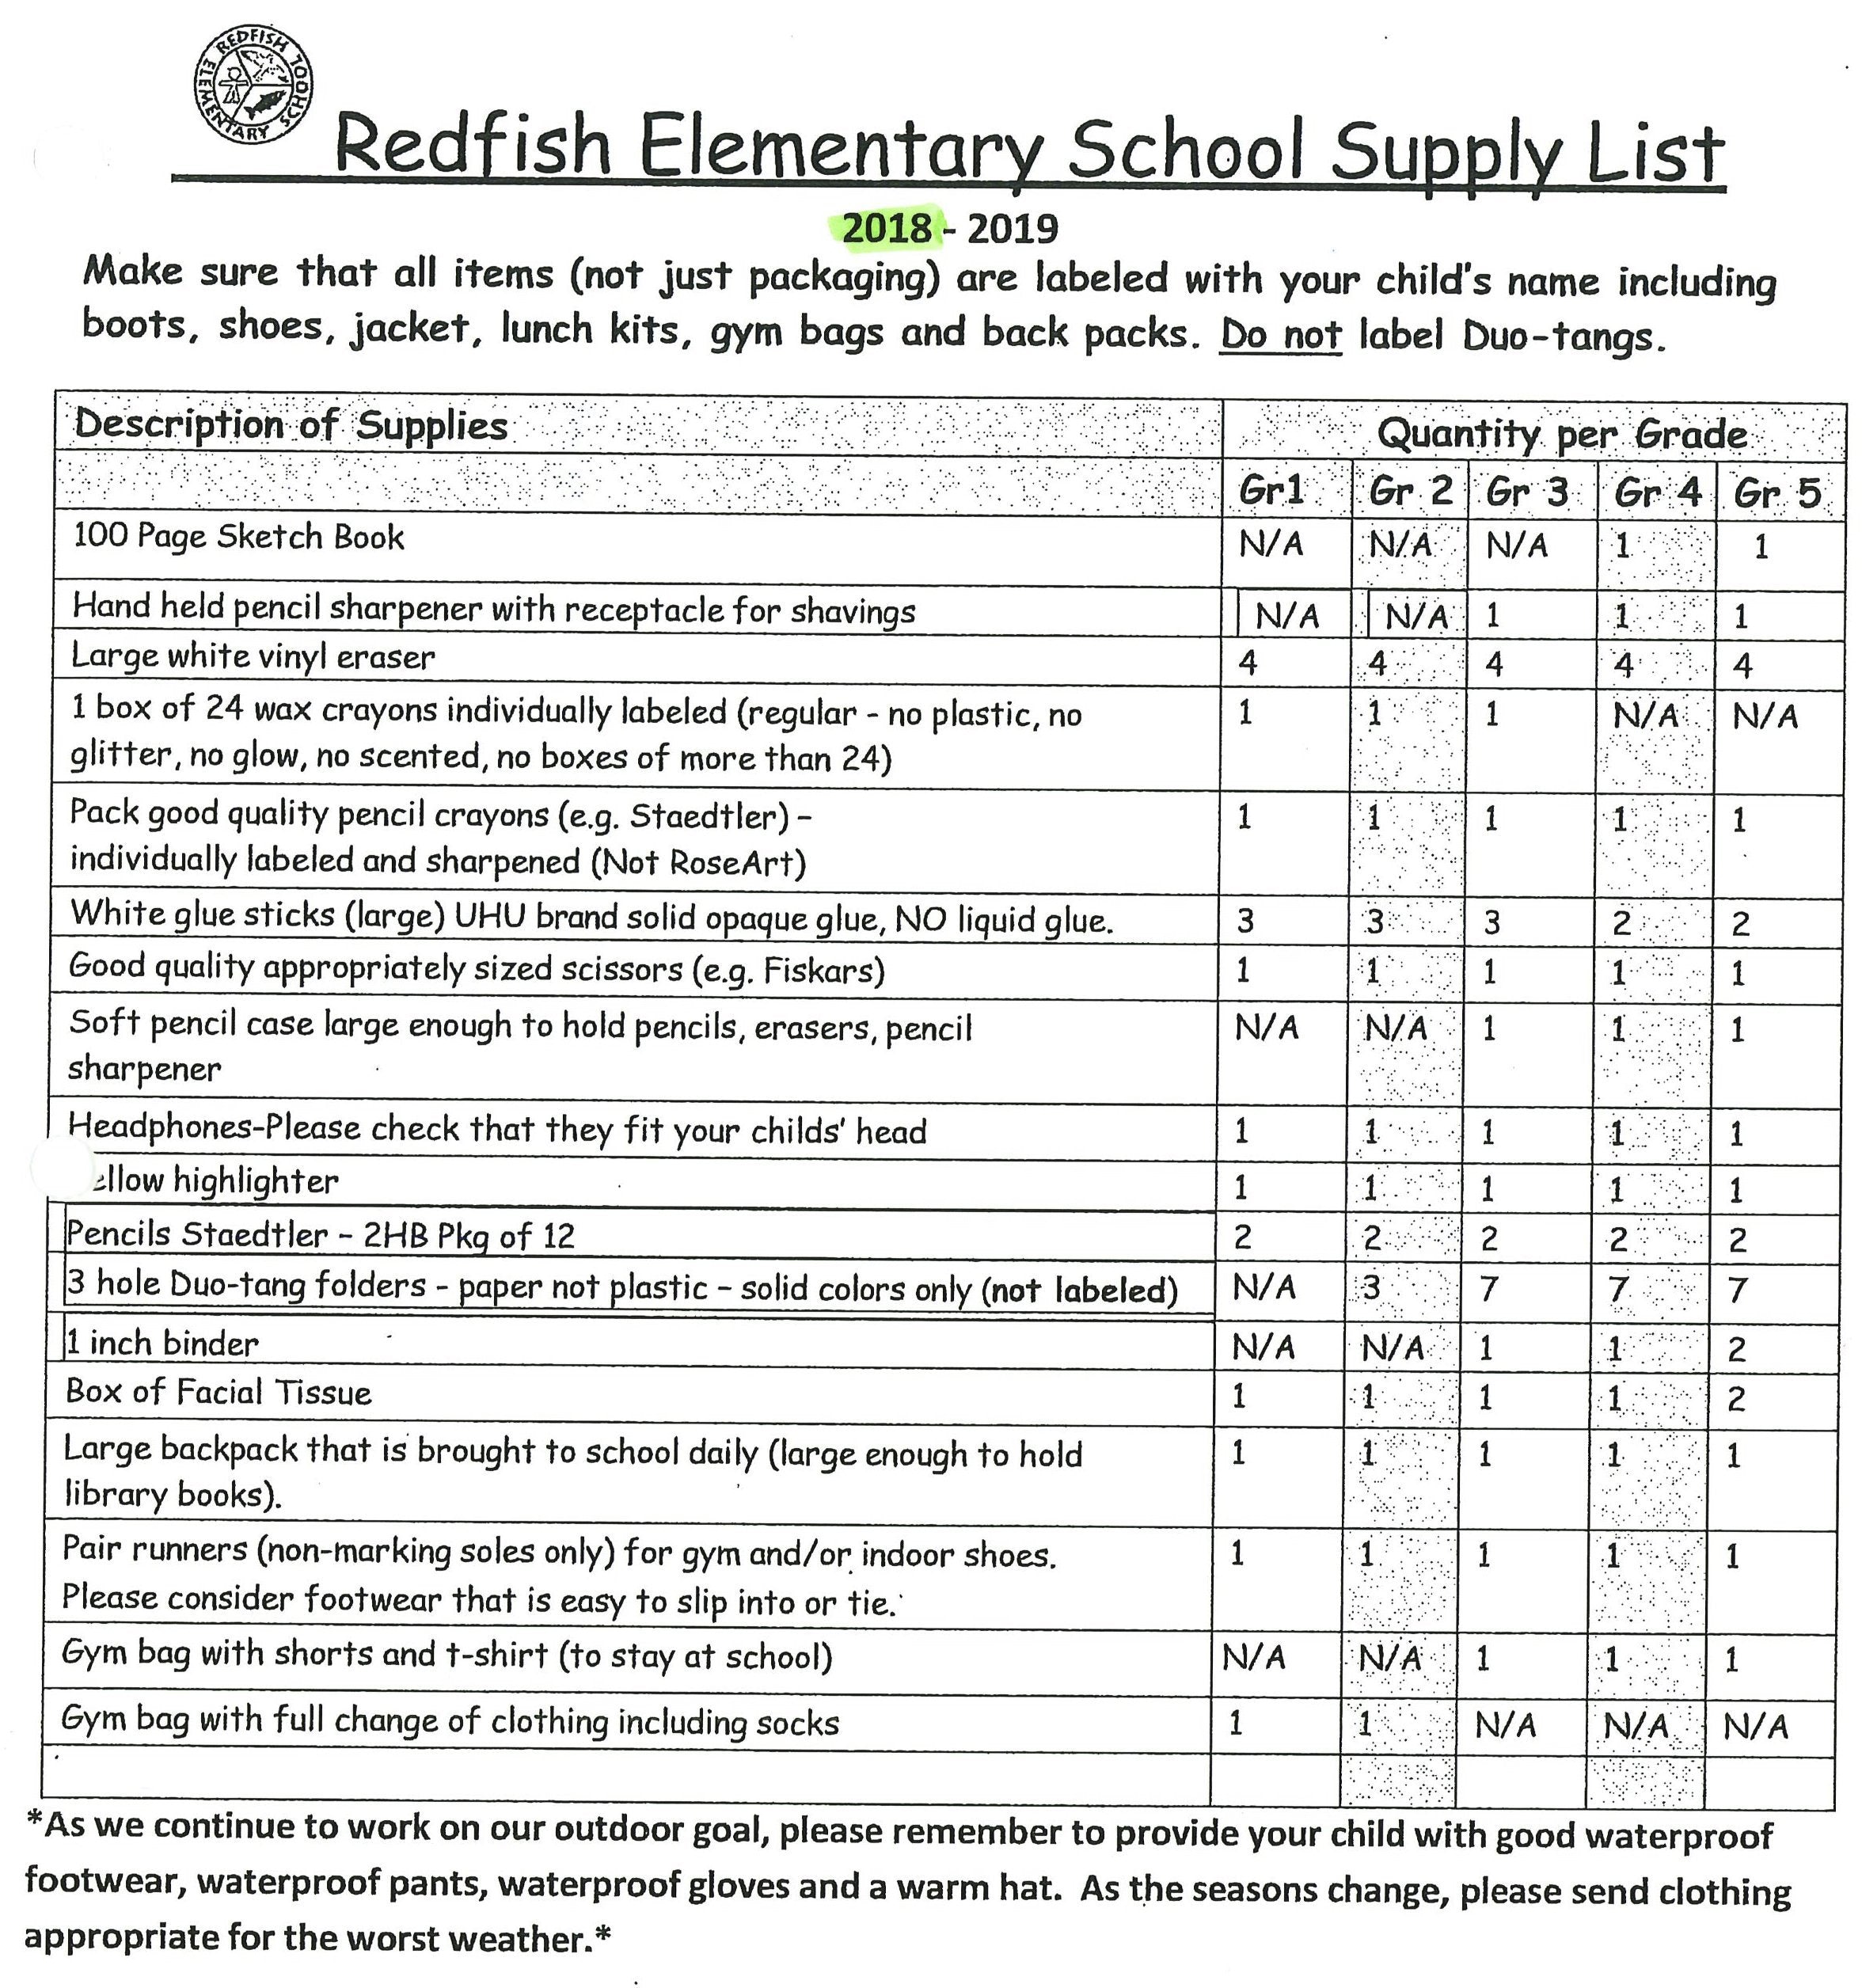 REDFISH ELEMENTARY SCHOOL
Redfish Elementary School Supply List
2018 - 2019
Make sure that all items (not just packaging) are labeled with your child's name including
boots, shoes, jacket, lunch kits, gym bags and back packs. Do not label Duo-tangs.
Description of Supplies Quantity per Grade
Gr1 Gr 2 Gr 3 Gr 4 Gr 5
100 Page Sketch Book N/A N/A N/A 1 1
Hand held pencil sharpener with receptacle for shavings N/A N/A 1 1 1
Large white vinyl eraser 4 4 4 4 4
1 box of 24 wax crayons individually labeled (regular - no plastic, no 1 1 1 N/A N/A
glitter, no glow, no scented, no boxes of more than 24)
Pack good quality pencil crayons (e.g. Staedtler) - 1 1 1 1 1
individually labeled and sharpened (Not RoseArt)
White glue sticks (large) UHU brand solid opaque glue, NO liquid glue. 3 3 3 2 2
Good quality appropriately sized scissors (e.g. Fiskars) 1 1 1 1 1
Soft pencil case large enough to hold pencils, erasers, pencil N/A N/A 1 1 1
sharpener
Headphones-Please check that they fit your childs' head 1 1 1 1 1
ellow highlighter 1 1 1 1 1
Pencils Staedtler - 2HB Pkg of 12 2 2 2 2 2
3 hole Duo-tang folders - paper not plastic - solid colors only (not labeled) N/A 3 7 7 7
1 inch binder N/A N/A 1 1 2
Box of Facial Tissue 1 1 1 1 2
Large backpack that is brought to school daily (large enough to hold 1 1 1 1 1
library books).
Pair runners (non-marking soles only) for gym and/or indoor shoes. 1 1 1 1 1
Please consider footwear that is easy to slip into or tie.
Gym bag with shorts and t-shirt (to stay at school) N/A N/A 1 1 1
Gym bag with full change of clothing including socks 1 1 N/A N/A N/A
*As we continue to work on our outdoor goal, please remember to provide your child with good waterproof
footwear, waterproof pants, waterproof gloves and a warm hat. As the seasons change, please send clothing
appropriate for the worst weather.*